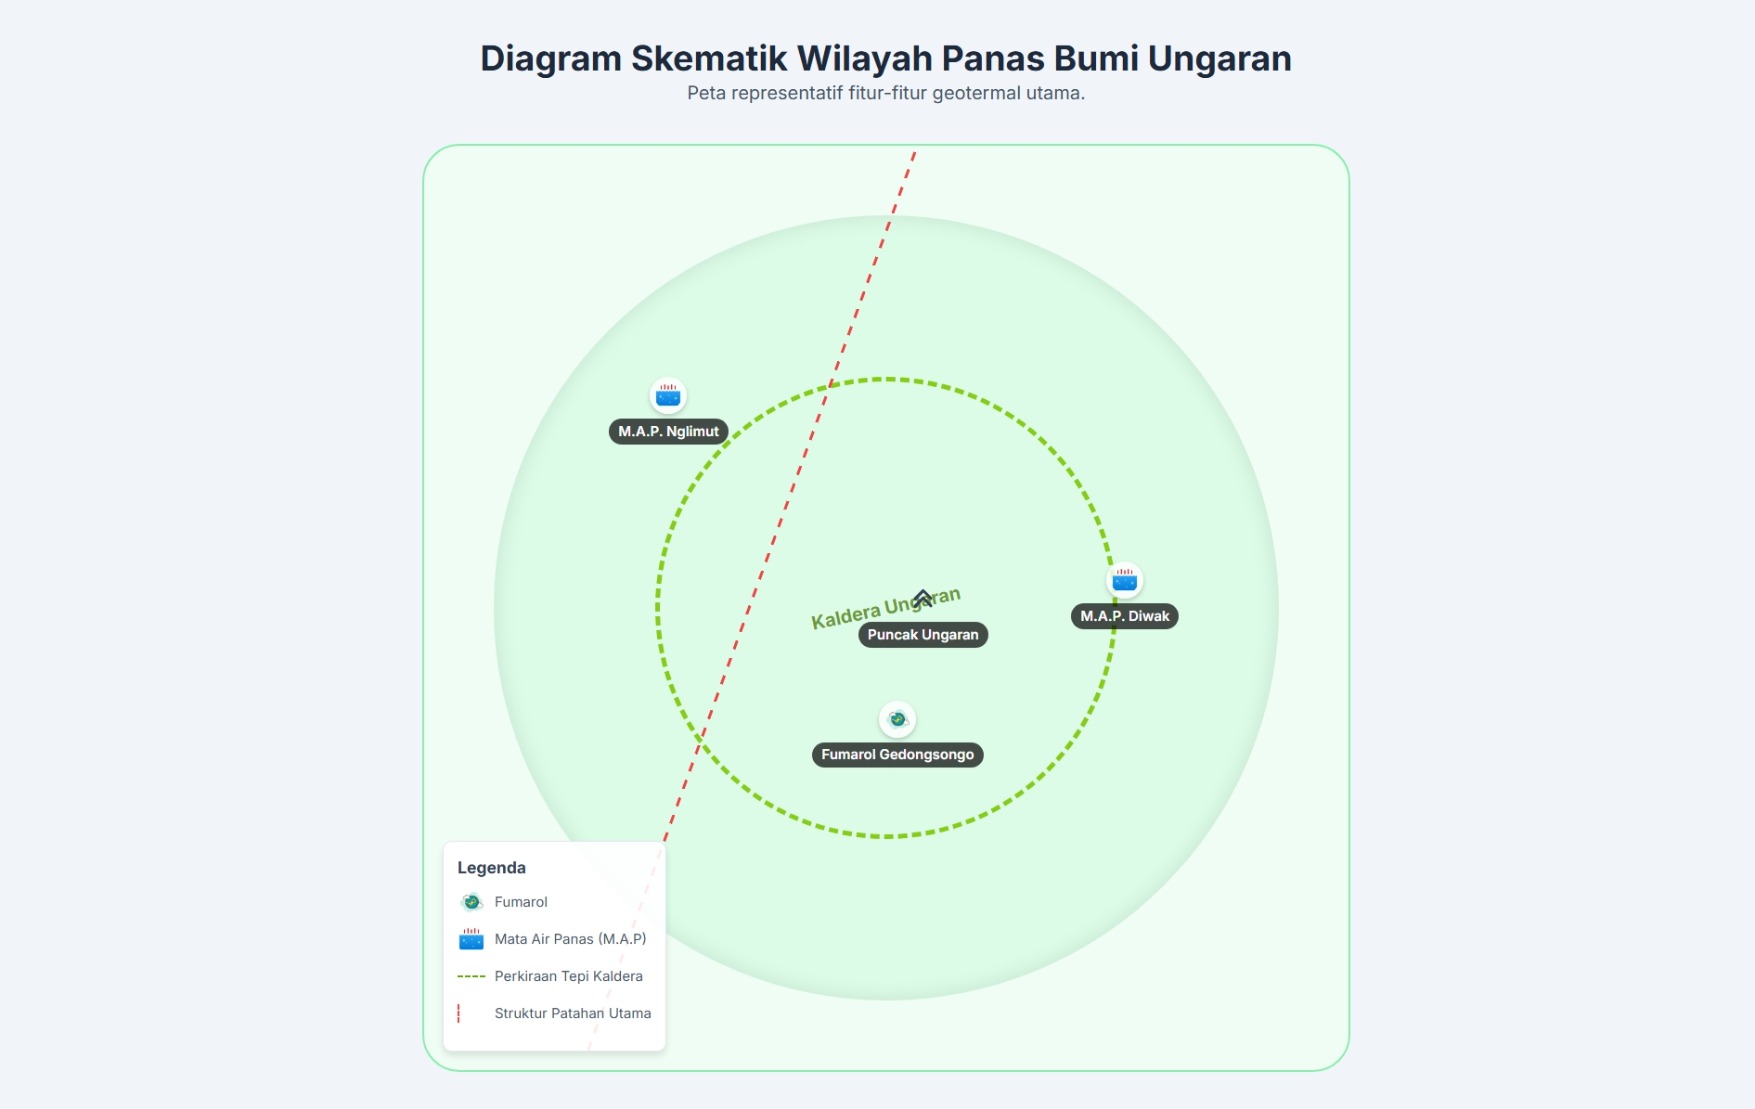 Diagram Skematik Wilayah Panas Bumi Ungaran
Peta representatif fitur-fitur geotermal utama.
M.A.P. Nglimut
Kaldera Ungaran
Puncak Ungaran
M.A.P. Diwak
Fumarol Gedongsongo
Legenda
Fumarol
Mata Air Panas (M.A.P)
Perkiraan Tepi Kaldera
Struktur Patahan Utama